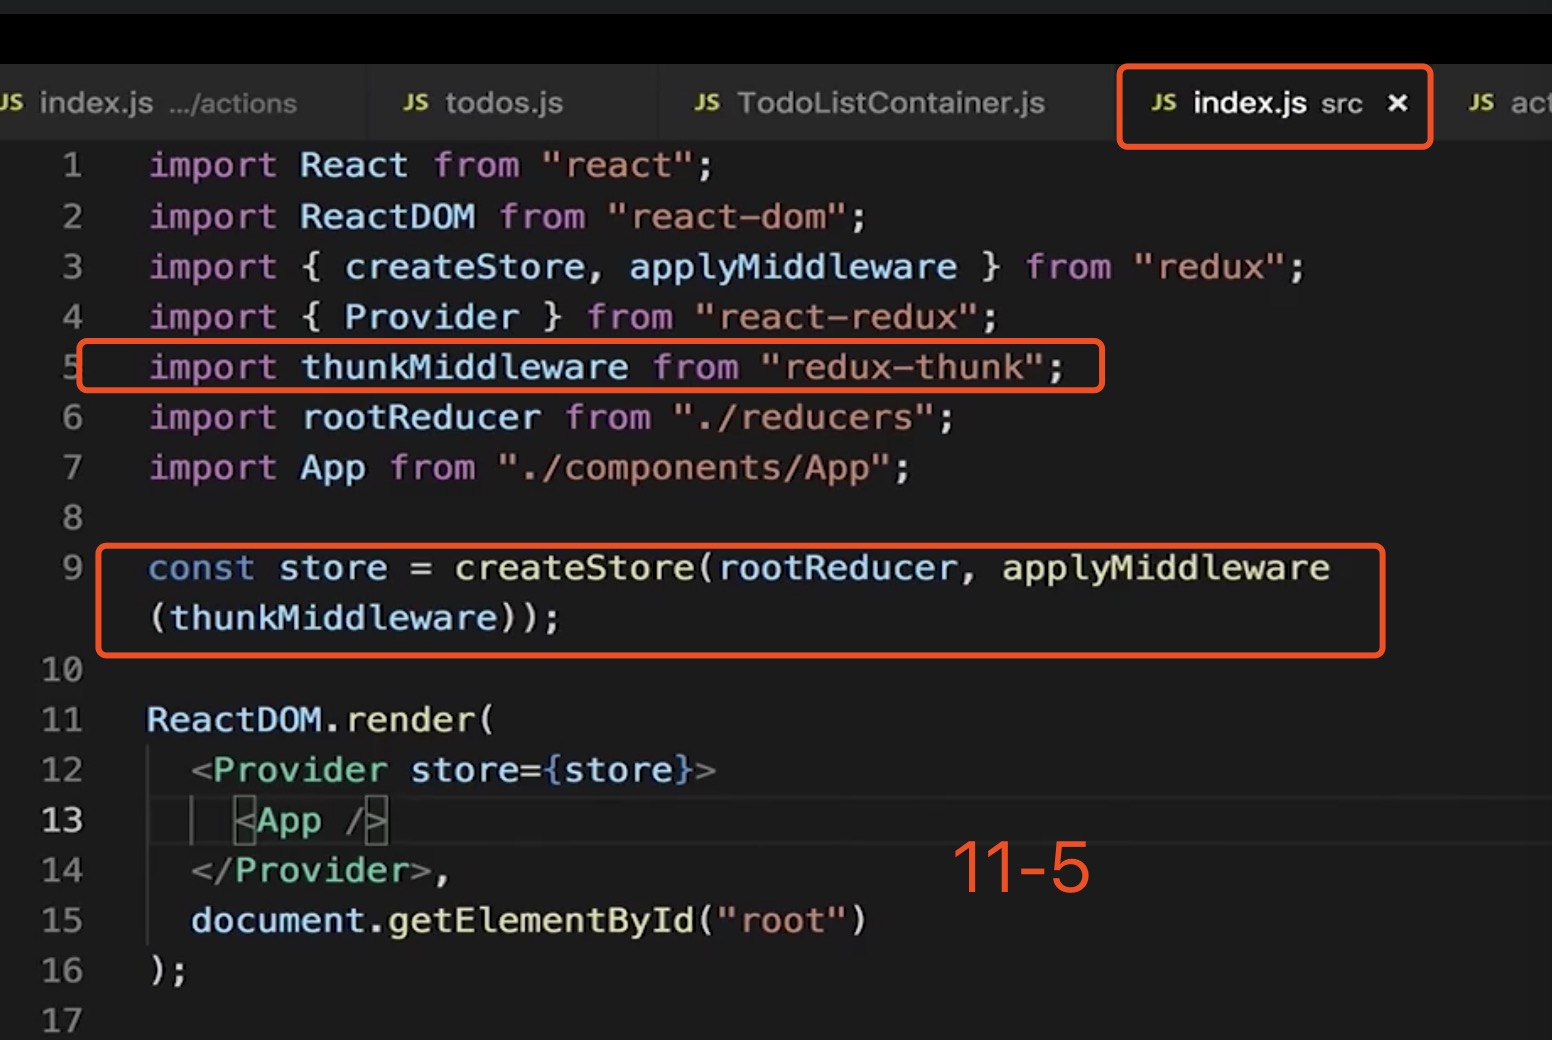 JS index.js .../actions JS todos.js JS TodoListContainer.js JS index.js src × JS act
1 import React from "react";
2 import ReactDOM from "react-dom";
3 import { createStore, applyMiddleware } from "redux";
4 import { Provider } from "react-redux";
5 import thunkMiddleware from "redux-thunk";
6 import rootReducer from "./reducers";
7 import App from "./components/App";
8
9 const store = createStore(rootReducer, applyMiddleware
(thunkMiddleware));
10
11 ReactDOM.render(
12 <Provider store={store}>
13 <App />
14 </Provider>,
11-5
15 document.getElementById("root")
16 );
17